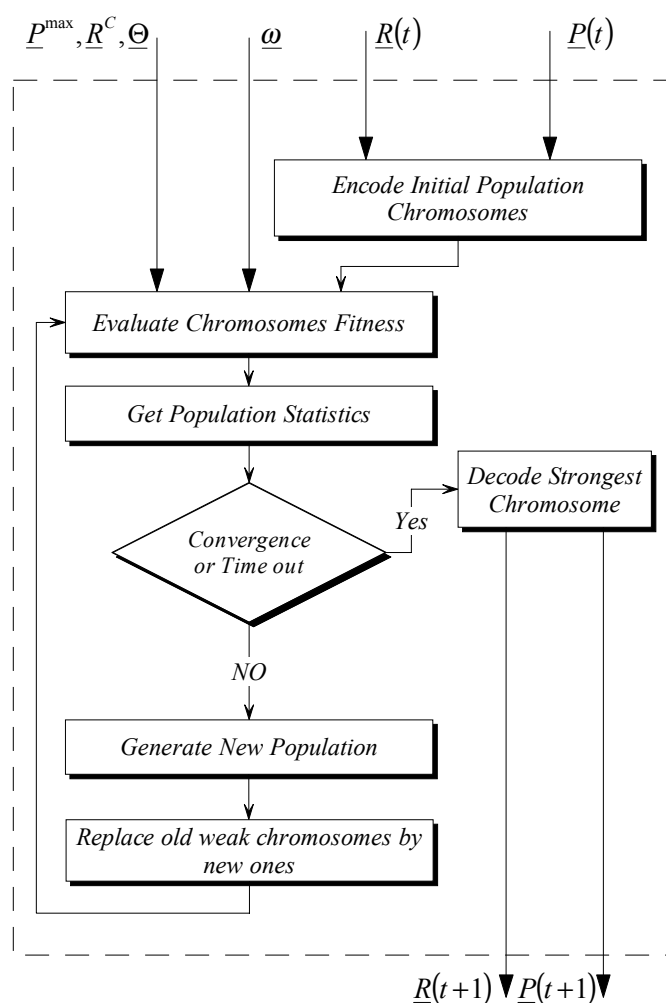 P^max, R^C, Θ ω R(t) P(t)
Encode Initial Population
Chromosomes
Evaluate Chromosomes Fitness
Get Population Statistics
Decode Strongest
Chromosome
Yes
Convergence
or Time out
NO
Generate New Population
Replace old weak chromosomes by
new ones
R(t+1) P(t+1)